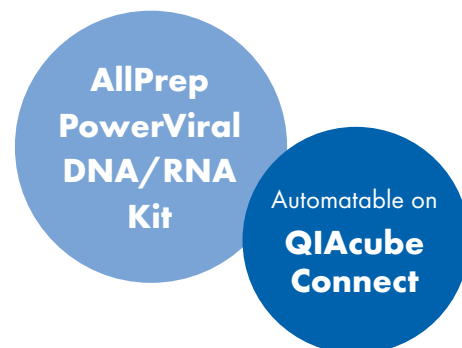 AllPrep
PowerViral
DNA/RNA
Kit
Automatable on
QIAcube
Connect